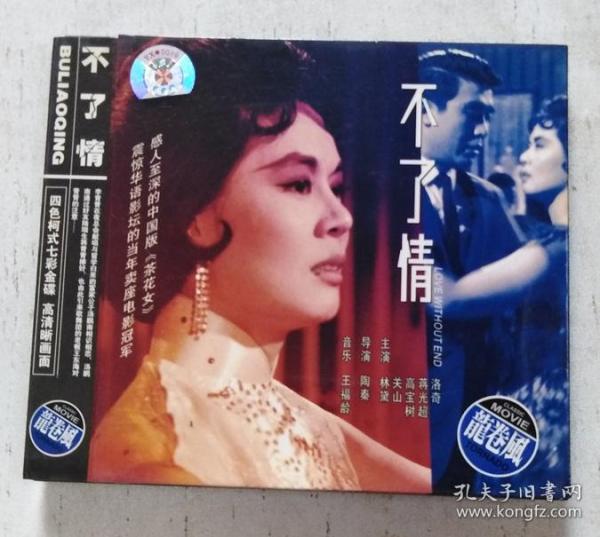 不了情
BULIAOQING
四色柯式七彩金碟 高清晰画面
CLASSIC
MOVIE
龍卷風
TORNADO
感人至深的中国版《茶花女》
震惊华语影坛的当年卖座电影冠军
不了情
LOVE WITHOUT END
主演 林黛 关山 高宝树 蒋光超 洛奇
导演 陶秦
音乐 王福龄
CLASSIC
MOVIE
龍卷風
TORNADO
孔夫子旧书网
www.kongfz.com